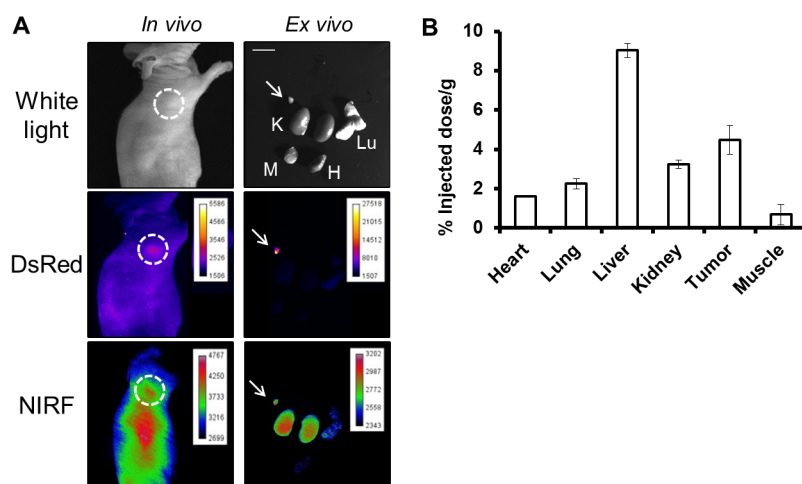 A
In vivo
Ex vivo
White
light
K
Lu
M
H
DsRed
5586
4566
3546
2526
1506
27518
21015
14512
8010
1507
NIRF
4767
4250
3733
3216
2699
3202
2987
2773
2558
2343
B
% Injected dose/g
10
8
6
4
2
0
Heart
Lung
Liver
Kidney
Tumor
Muscle